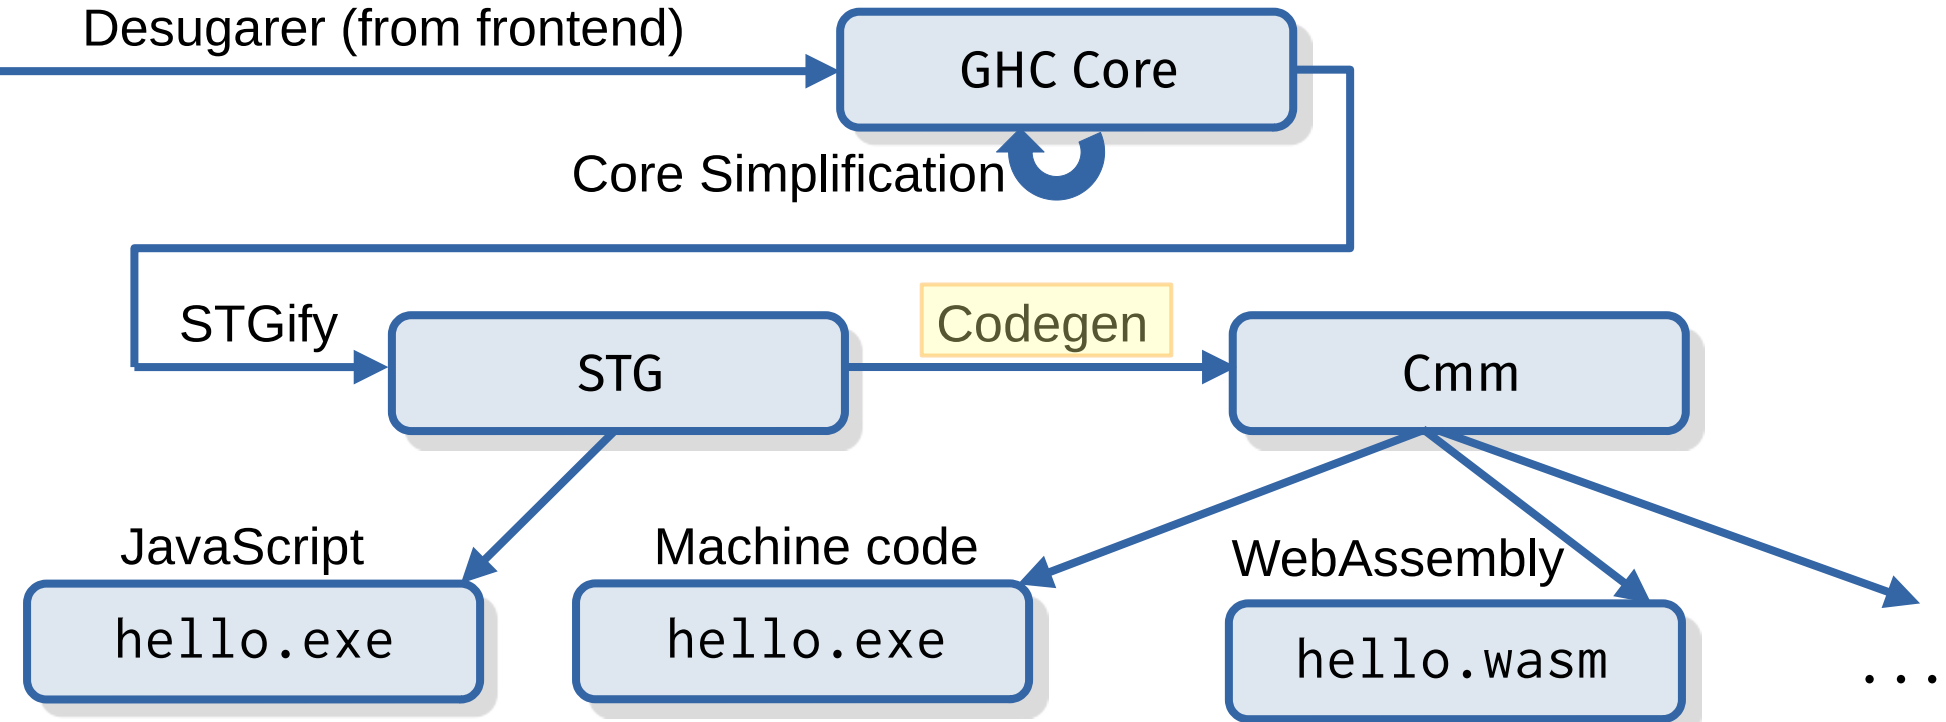 Desugarer (from frontend)
GHC Core
Core Simplification
STGify
STG
Codegen
Cmm
JavaScript
hello.exe
Machine code
hello.exe
WebAssembly
hello.wasm
...